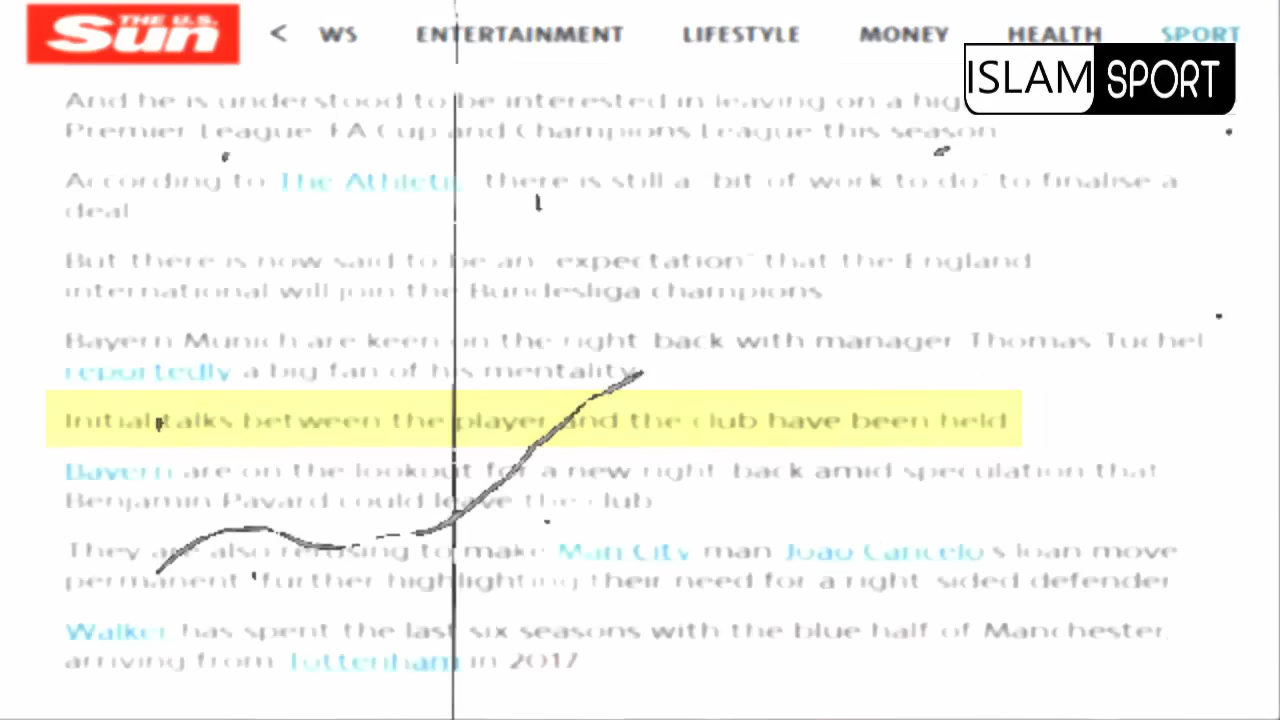 THE U.S.
Sun
< WS ENTERTAINMENT LIFESTYLE MONEY HEALTH SPORT
ISLAM SPORT
And he is understood to be interested in leaving on a hig
Premier League FA Cup and Champions League this season
According to The Athletic there is still a "bit of work to do" to finalise a
deal
But there is now said to be an "expectation" that the England
international will join the Bundesliga champions
Bayern Munich are keen on the right back with manager Thomas Tuchel
reportedly a big fan of his mentality
Initial talks between the player and the club have been held
Bayern are on the lookout for a new right back amid speculation that
Benjamin Pavard could leave the club
They are also refusing to make Man City man Joao Cancelo's loan move
permanent further highlighting their need for a right sided defender
Walker has spent the last six seasons with the blue half of Manchester,
arriving from Tottenham in 2017